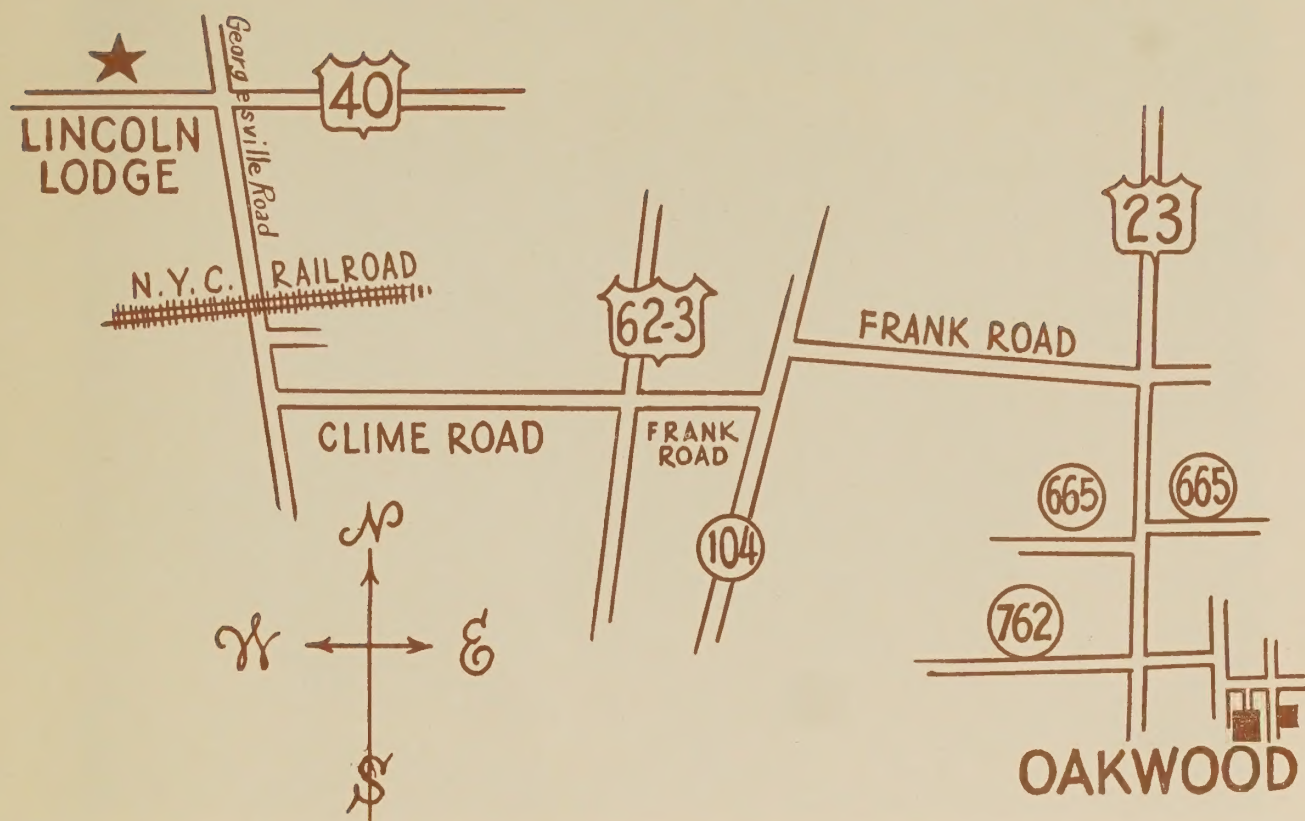 Georgesville Road
40
LINCOLN
LODGE
23
N.Y.C. RAILROAD
62-3
FRANK ROAD
CLIME ROAD
FRANK
ROAD
665
665
104
N
W
E
S
762
OAKWOOD